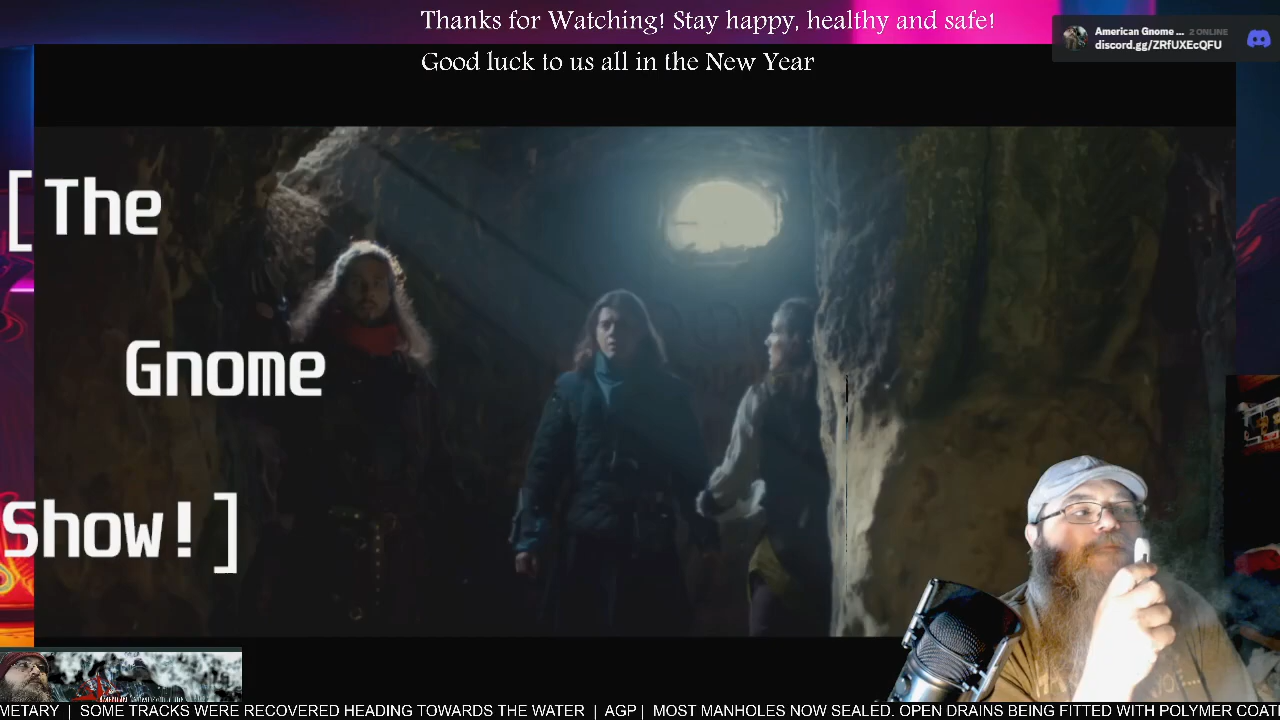 Thanks for Watching! Stay happy, healthy and safe!
Good luck to us all in the New Year
American Gnome ... 2 ONLINE
discord.gg/ZRfUXEcQFU
[The
Gnome
Show!]
METARY | SOME TRACKS WERE RECOVERED HEADING TOWARDS THE WATER | AGP | MOST MANHOLES NOW SEALED. OPEN DRAINS BEING FITTED WITH POLYMER COAT